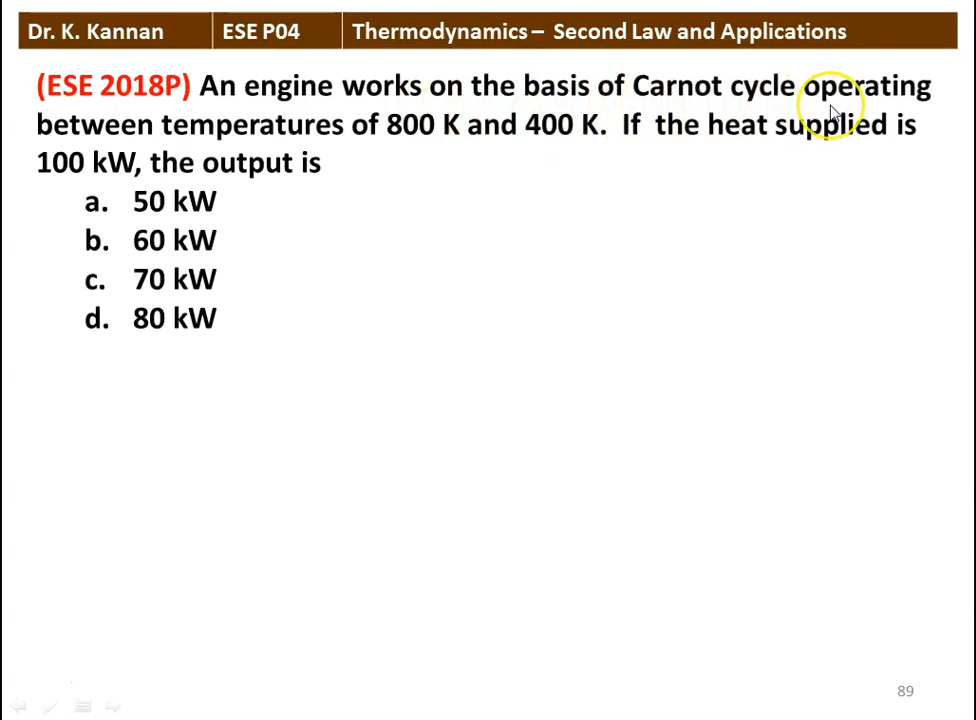 Dr. K. Kannan ESE P04 Thermodynamics – Second Law and Applications
(ESE 2018P) An engine works on the basis of Carnot cycle operating
between temperatures of 800 K and 400 K. If the heat supplied is
100 kW, the output is
a. 50 kW
b. 60 kW
c. 70 kW
d. 80 kW
89